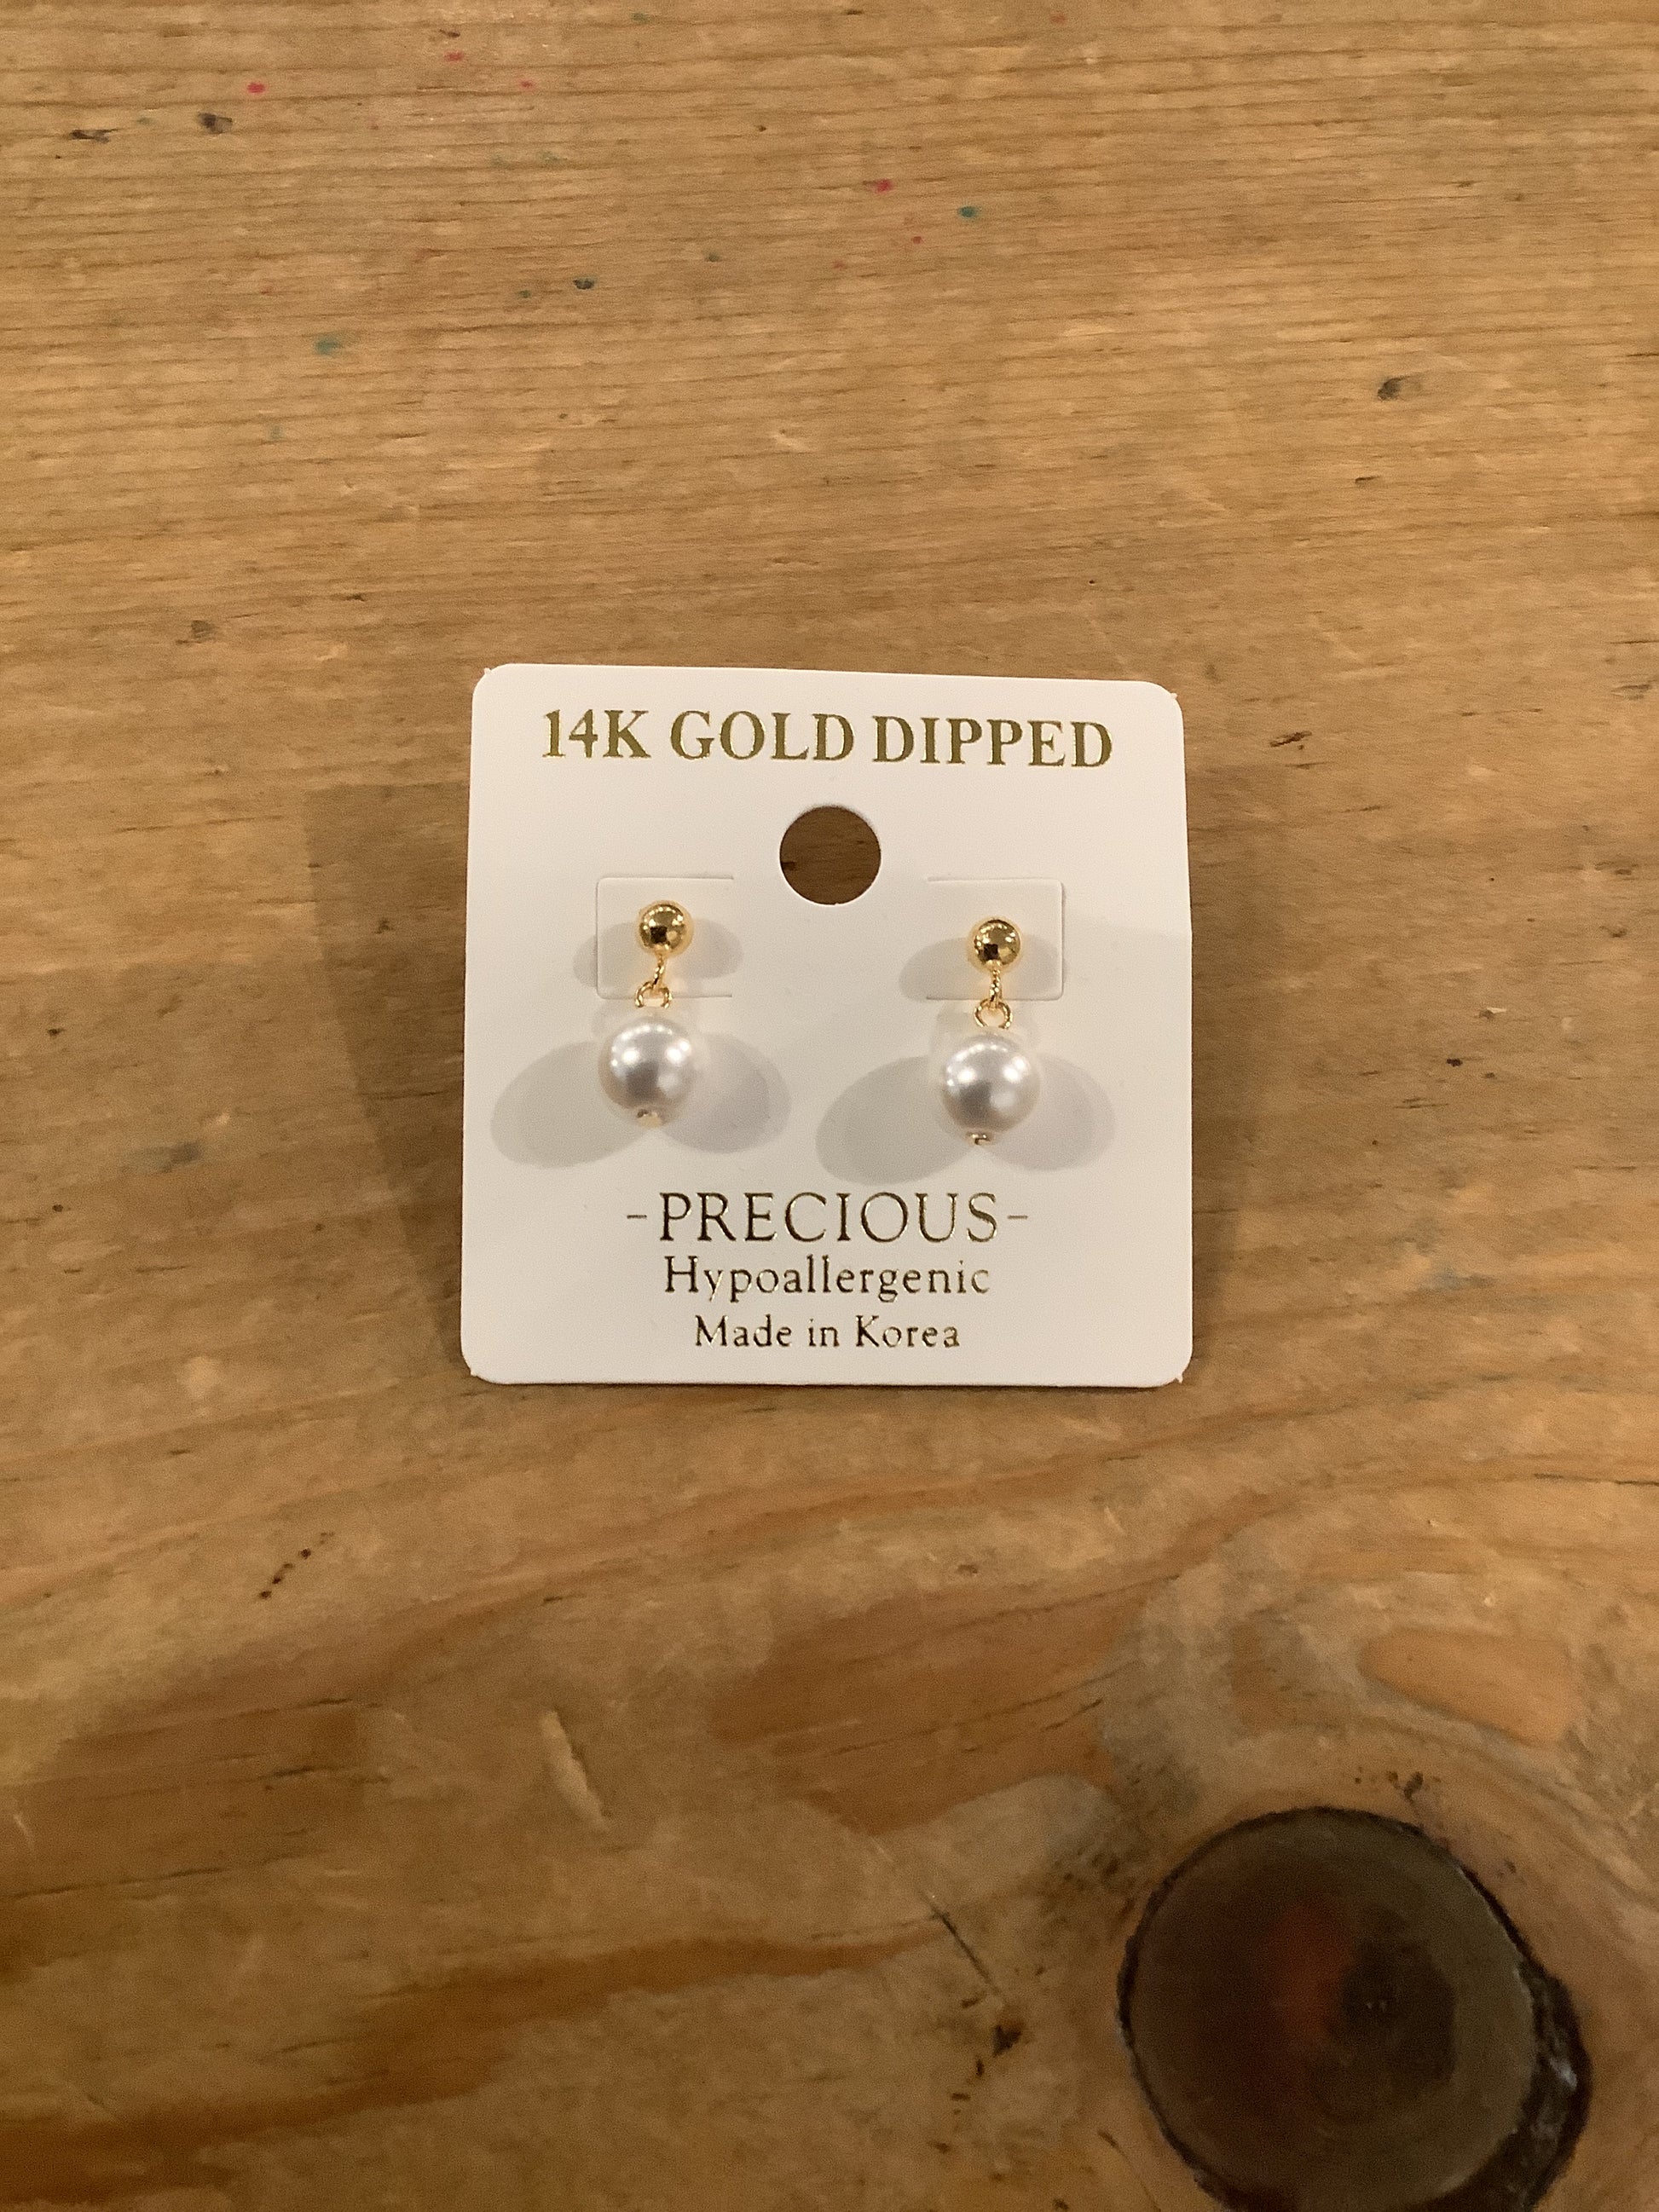 14K GOLD DIPPED
-PRECIOUS-
Hypoallergenic
Made in Korea